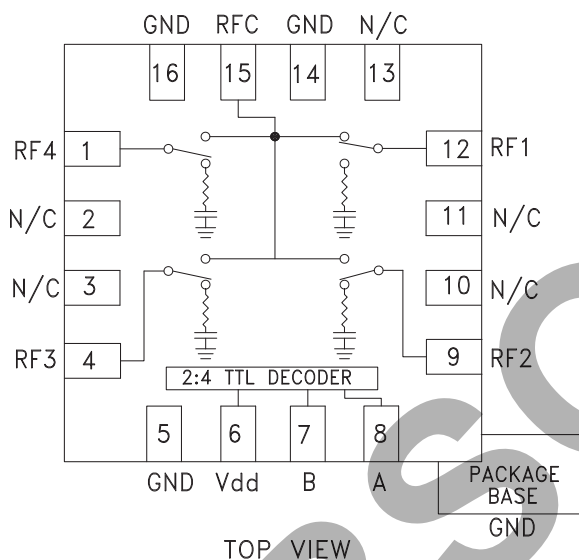 GND RFC GND N/C
16 15 14 13
RF4 1 12 RF1
N/C 2 11 N/C
N/C 3 10 N/C
RF3 4 9 RF2
2:4 TTL DECODER
5 6 7 8
GND Vdd B A
PACKAGE
BASE
GND
TOP VIEW